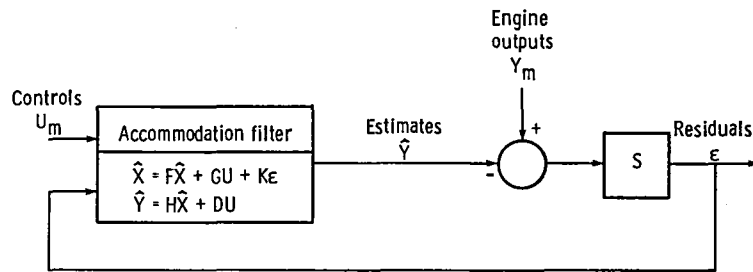 Engine
outputs
Yₘ
Controls
Uₘ
Accommodation filter
X̂ = FX̂ + GU + Kε
Ŷ = HX̂ + DU
Estimates
Ŷ
+
-
S
Residuals
ε